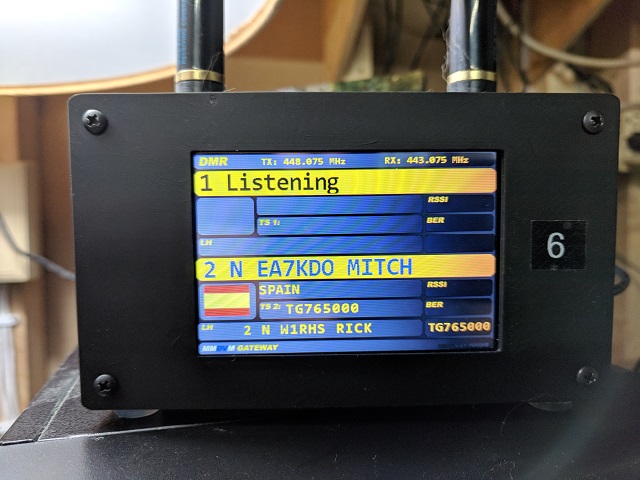 DMR TX: 448.075 MHz RX: 443.075 MHz
1 Listening
RSSI
TS 1:
BER
LH
6
2 N EA7KDO MITCH
SPAIN
RSSI
TS 2: TG765000
BER
LH 2 N W1RHS RICK TG765000
MMDVM GATEWAY